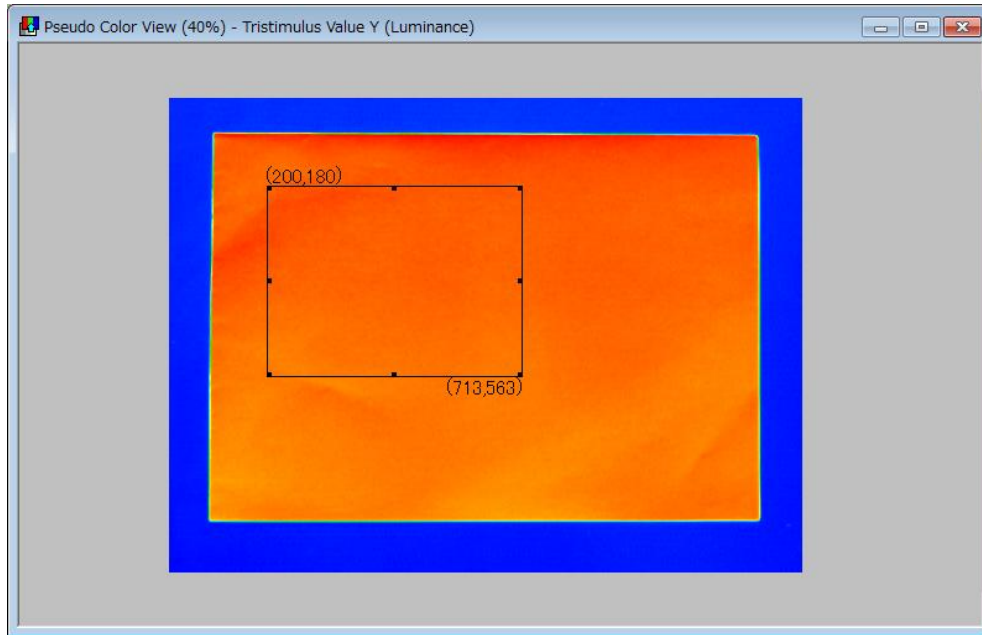 Pseudo Color View (40%) - Tristimulus Value Y (Luminance)
(200,180)
(713,563)